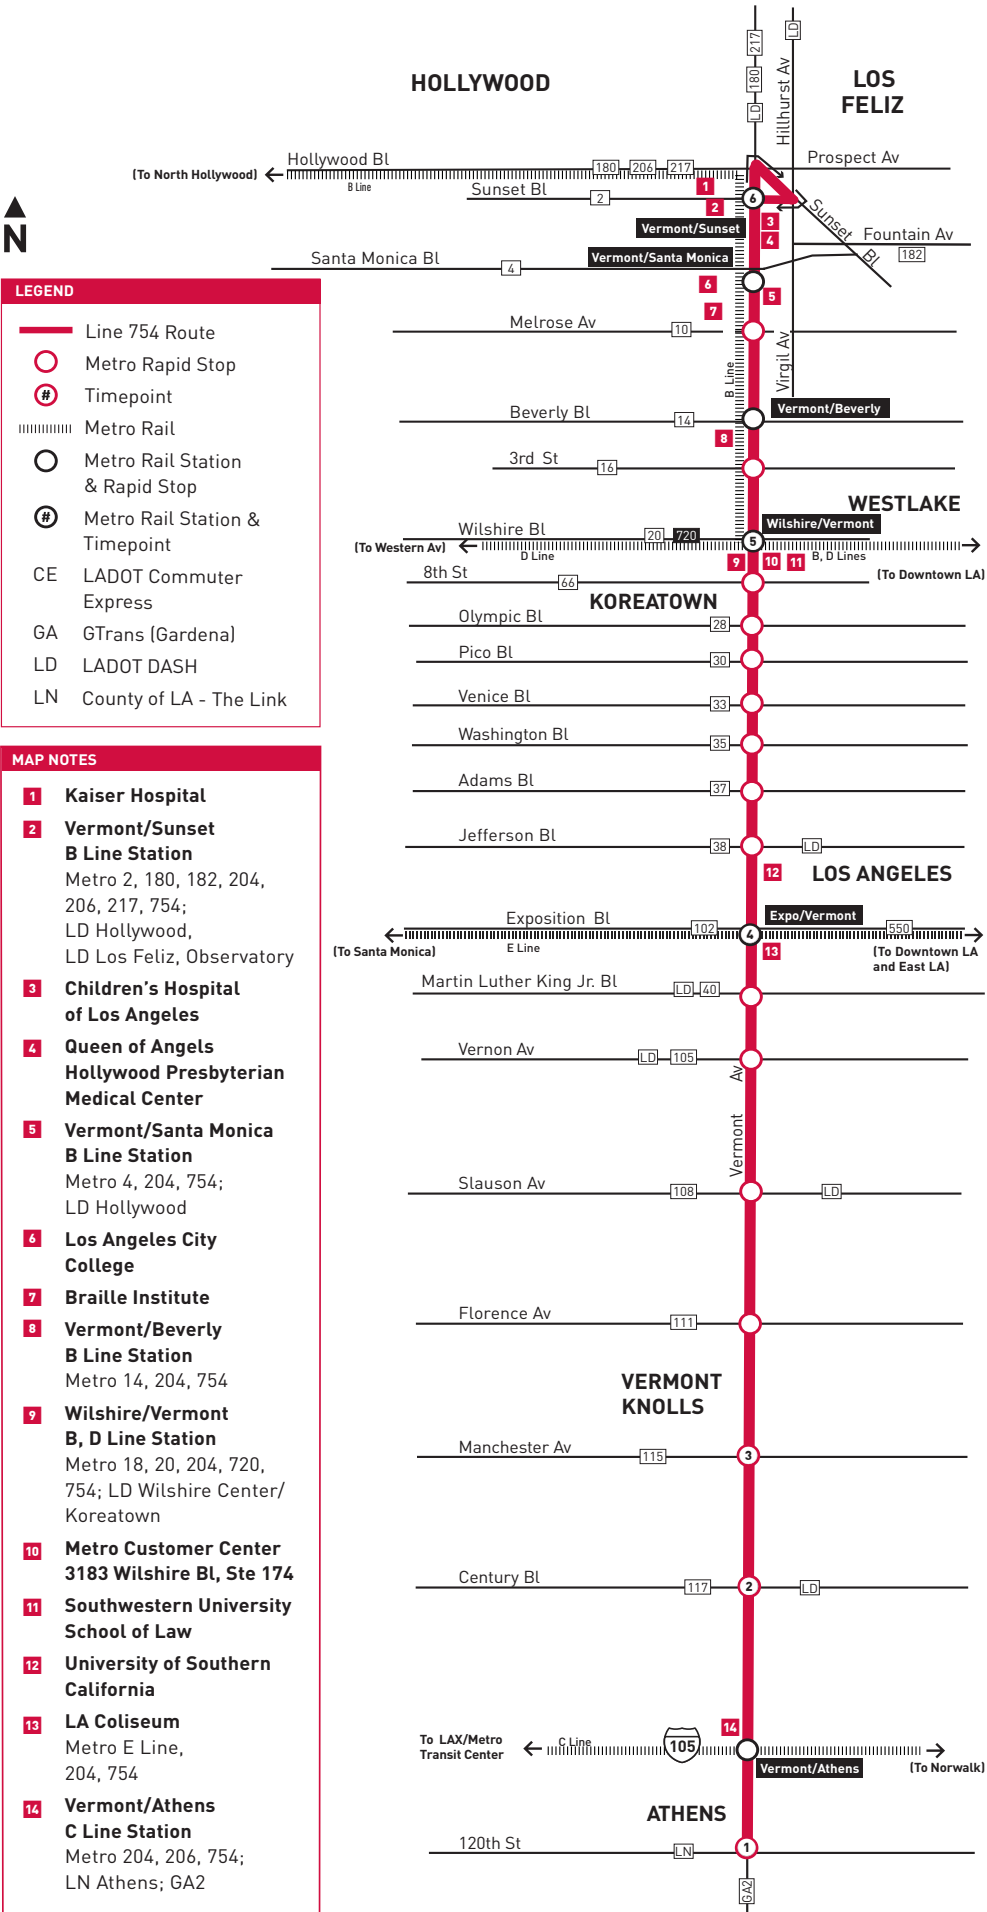 217
180
LD
LD
Hillhurst Av
HOLLYWOOD
LOS
FELIZ
Hollywood Bl
180
206
217
Prospect Av
(To North Hollywood)
B Line
1
Sunset Bl
2
2
6
3
Sunset Bl
Vermont/Sunset
4
Fountain Av
182
N
Santa Monica Bl
4
Vermont/Santa Monica
6
5
7
Melrose Av
10
Virgil Av
B Line
Beverly Bl
14
Vermont/Beverly
8
3rd St
16
WESTLAKE
Wilshire Bl
20
720
Wilshire/Vermont
5
(To Western Av)
D Line
B, D Lines
9
10
11
(To Downtown LA)
8th St
66
KOREATOWN
Olympic Bl
28
Pico Bl
30
Venice Bl
33
Washington Bl
35
Adams Bl
37
Jefferson Bl
38
LD
12
LOS ANGELES
Exposition Bl
102
Expo/Vermont
4
550
(To Santa Monica)
E Line
13
(To Downtown LA
and East LA)
Martin Luther King Jr. Bl
LD
40
Vernon Av
LD
105
Vermont Av
Slauson Av
108
LD
Florence Av
111
VERMONT
KNOLLS
Manchester Av
115
3
Century Bl
117
2
LD
14
To LAX/Metro
Transit Center
C Line
105
Vermont/Athens
(To Norwalk)
ATHENS
120th St
LN
1
GA2
LEGEND
Line 754 Route
Metro Rapid Stop
# Timepoint
Metro Rail
Metro Rail Station
& Rapid Stop
# Metro Rail Station &
Timepoint
CE LADOT Commuter
Express
GA GTrans (Gardena)
LD LADOT DASH
LN County of LA - The Link
MAP NOTES
1 Kaiser Hospital
2 Vermont/Sunset
B Line Station
Metro 2, 180, 182, 204,
206, 217, 754;
LD Hollywood,
LD Los Feliz, Observatory
3 Children's Hospital
of Los Angeles
4 Queen of Angels
Hollywood Presbyterian
Medical Center
5 Vermont/Santa Monica
B Line Station
Metro 4, 204, 754;
LD Hollywood
6 Los Angeles City
College
7 Braille Institute
8 Vermont/Beverly
B Line Station
Metro 14, 204, 754
9 Wilshire/Vermont
B, D Line Station
Metro 18, 20, 204, 720,
754; LD Wilshire Center/
Koreatown
10 Metro Customer Center
3183 Wilshire Bl, Ste 174
11 Southwestern University
School of Law
12 University of Southern
California
13 LA Coliseum
Metro E Line,
204, 754
14 Vermont/Athens
C Line Station
Metro 204, 206, 754;
LN Athens; GA2